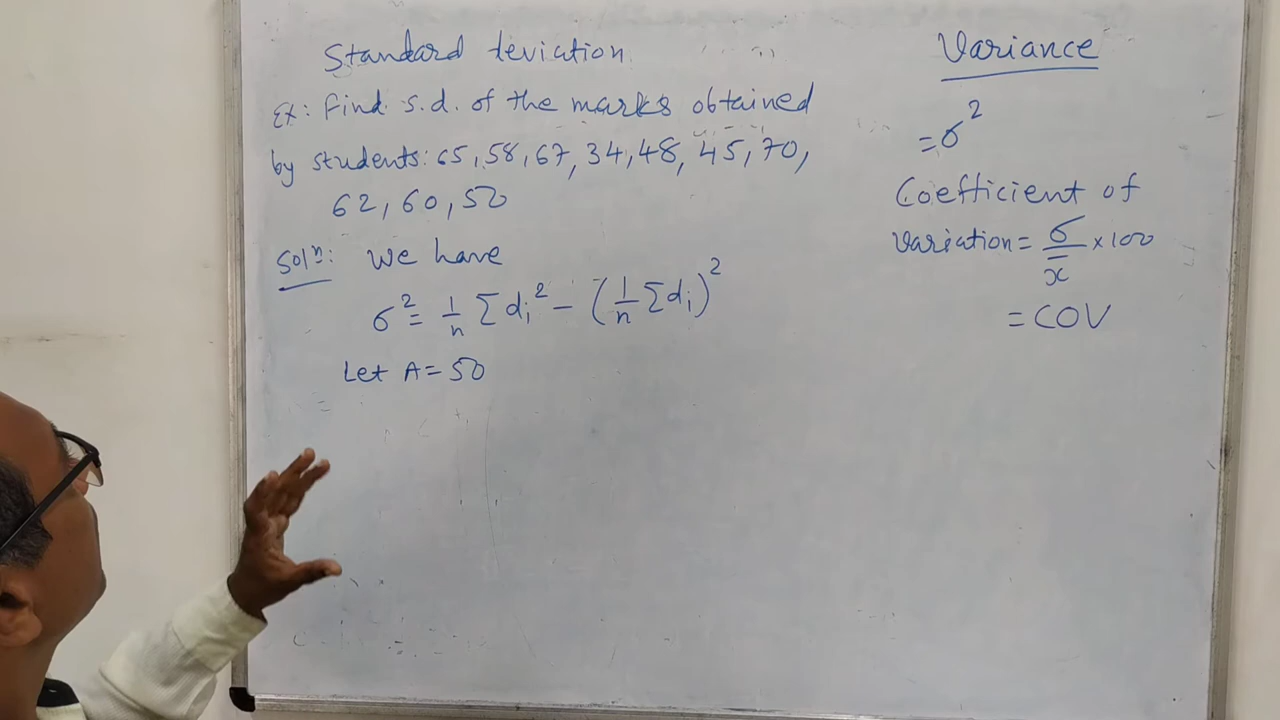 Standard deviation
Ex: Find s.d. of the marks obtained
by students: 65, 58, 67, 34, 48, 45, 70,
62, 60, 50
Solⁿ: We have
σ² = 1/n Σdᵢ² − (1/n Σdᵢ)²
Let A = 50
Variance
= σ²
Coefficient of
Variation = σ/x̄ × 100
= COV